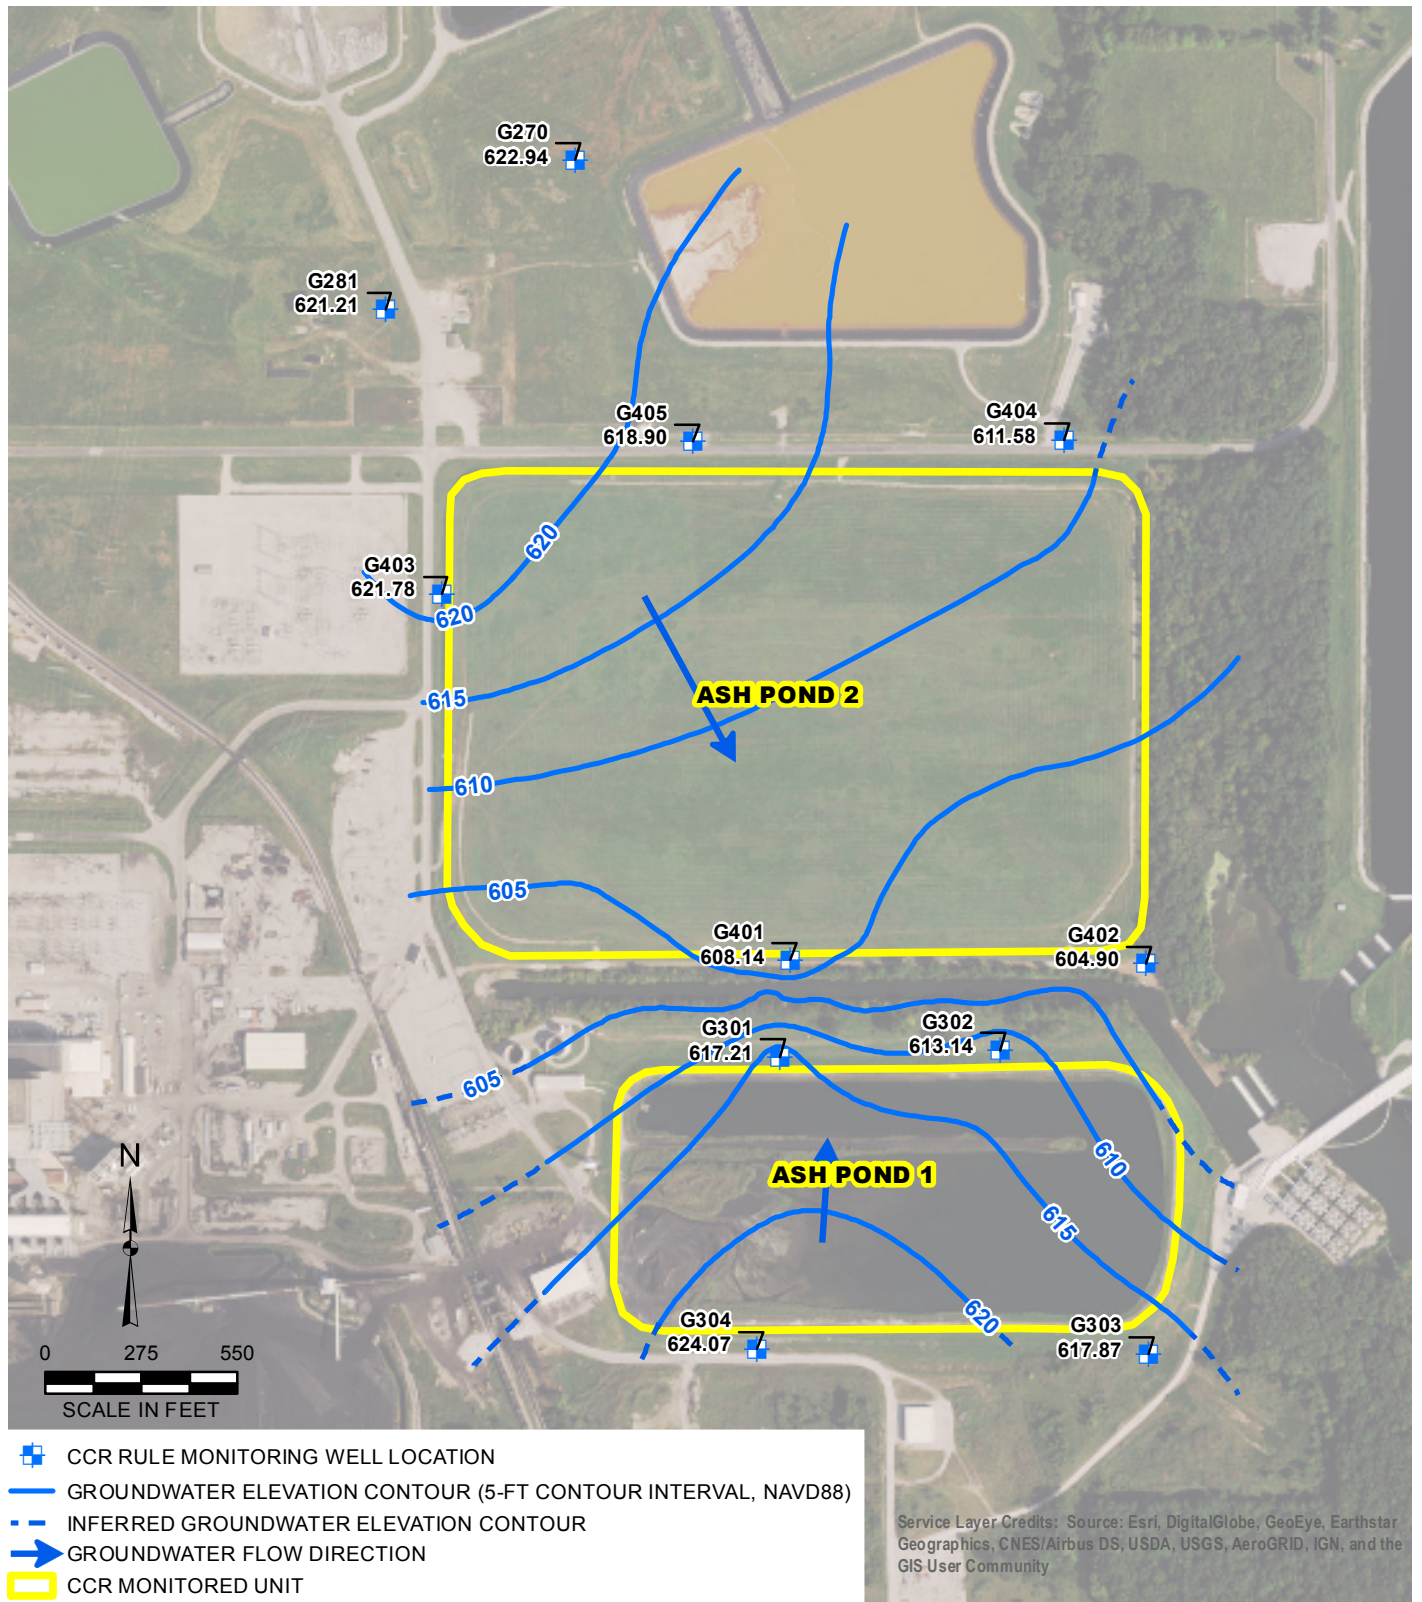 G270
622.94
G281
621.21
G405
618.90
G404
611.58
620
G403
621.78
620
615
ASH POND 2
610
605
G401
608.14
G402
604.90
G301
617.21
G302
613.14
605
610
ASH POND 1
615
620
G304
624.07
G303
617.87
N
0 275 550
SCALE IN FEET
CCR RULE MONITORING WELL LOCATION
GROUNDWATER ELEVATION CONTOUR (5-FT CONTOUR INTERVAL, NAVD88)
INFERRED GROUNDWATER ELEVATION CONTOUR
GROUNDWATER FLOW DIRECTION
CCR MONITORED UNIT
Service Layer Credits: Source: Esri, DigitalGlobe, GeoEye, Earthstar
Geographics, CNES/Airbus DS, USDA, USGS, AeroGRID, IGN, and the
GIS User Community